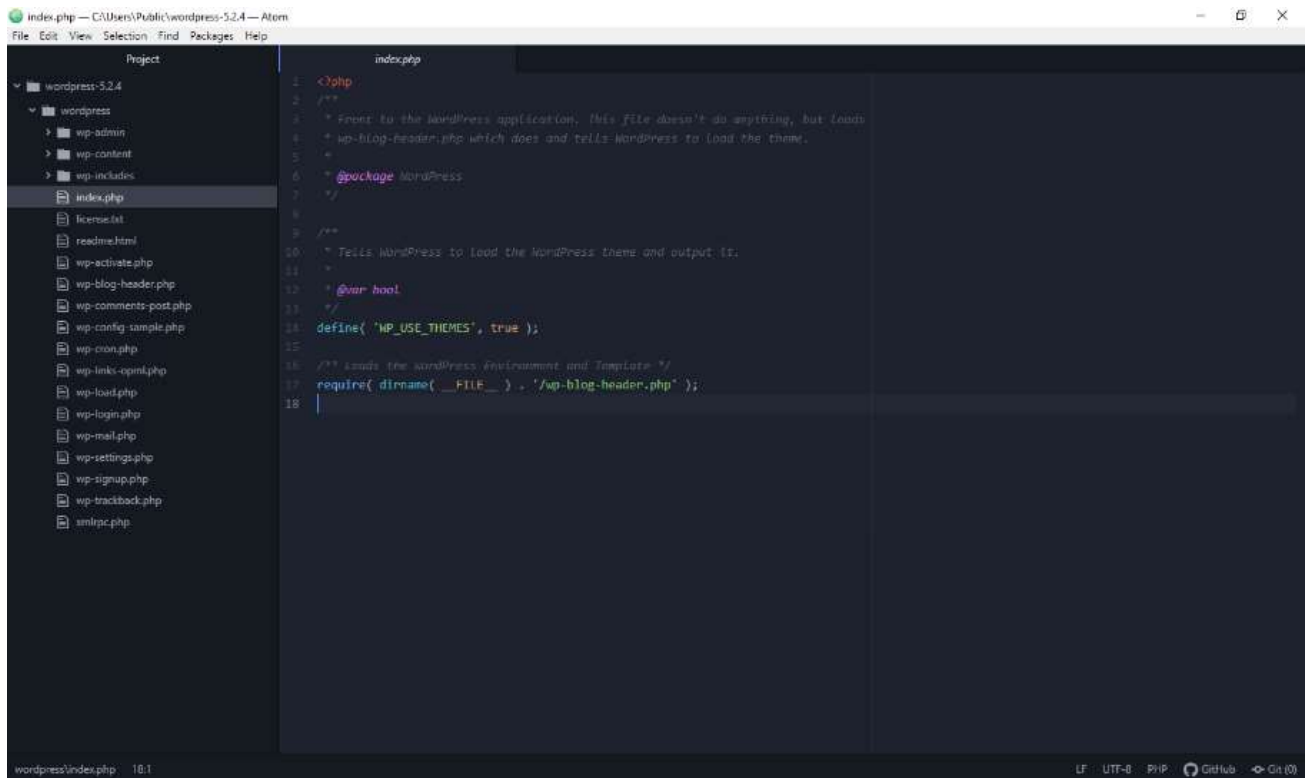 index.php — C:\Users\Public\wordpress-5.2.4 — Atom
File Edit View Selection Find Packages Help
Project
index.php
wordpress-5.2.4
wordpress
wp-admin
wp-content
wp-includes
index.php
license.txt
readme.html
wp-activate.php
wp-blog-header.php
wp-comments-post.php
wp-config-sample.php
wp-cron.php
wp-links-opml.php
wp-load.php
wp-login.php
wp-mail.php
wp-settings.php
wp-signup.php
wp-trackback.php
xmlrpc.php
1 <?php
2 /**
3 * Front to the WordPress application. This file doesn't do anything, but loads
4 * wp-blog-header.php which does and tells WordPress to load the theme.
5 *
6 * @package WordPress
7 */
8
9 /**
10 * Tells WordPress to load the WordPress theme and output it.
11 *
12 * @var bool
13 */
14 define( 'WP_USE_THEMES', true );
15
16 /** Loads the WordPress Environment and Template */
17 require( dirname( __FILE__ ) . '/wp-blog-header.php' );
18
wordpress\index.php 18:1 LF UTF-8 PHP GitHub Git (0)